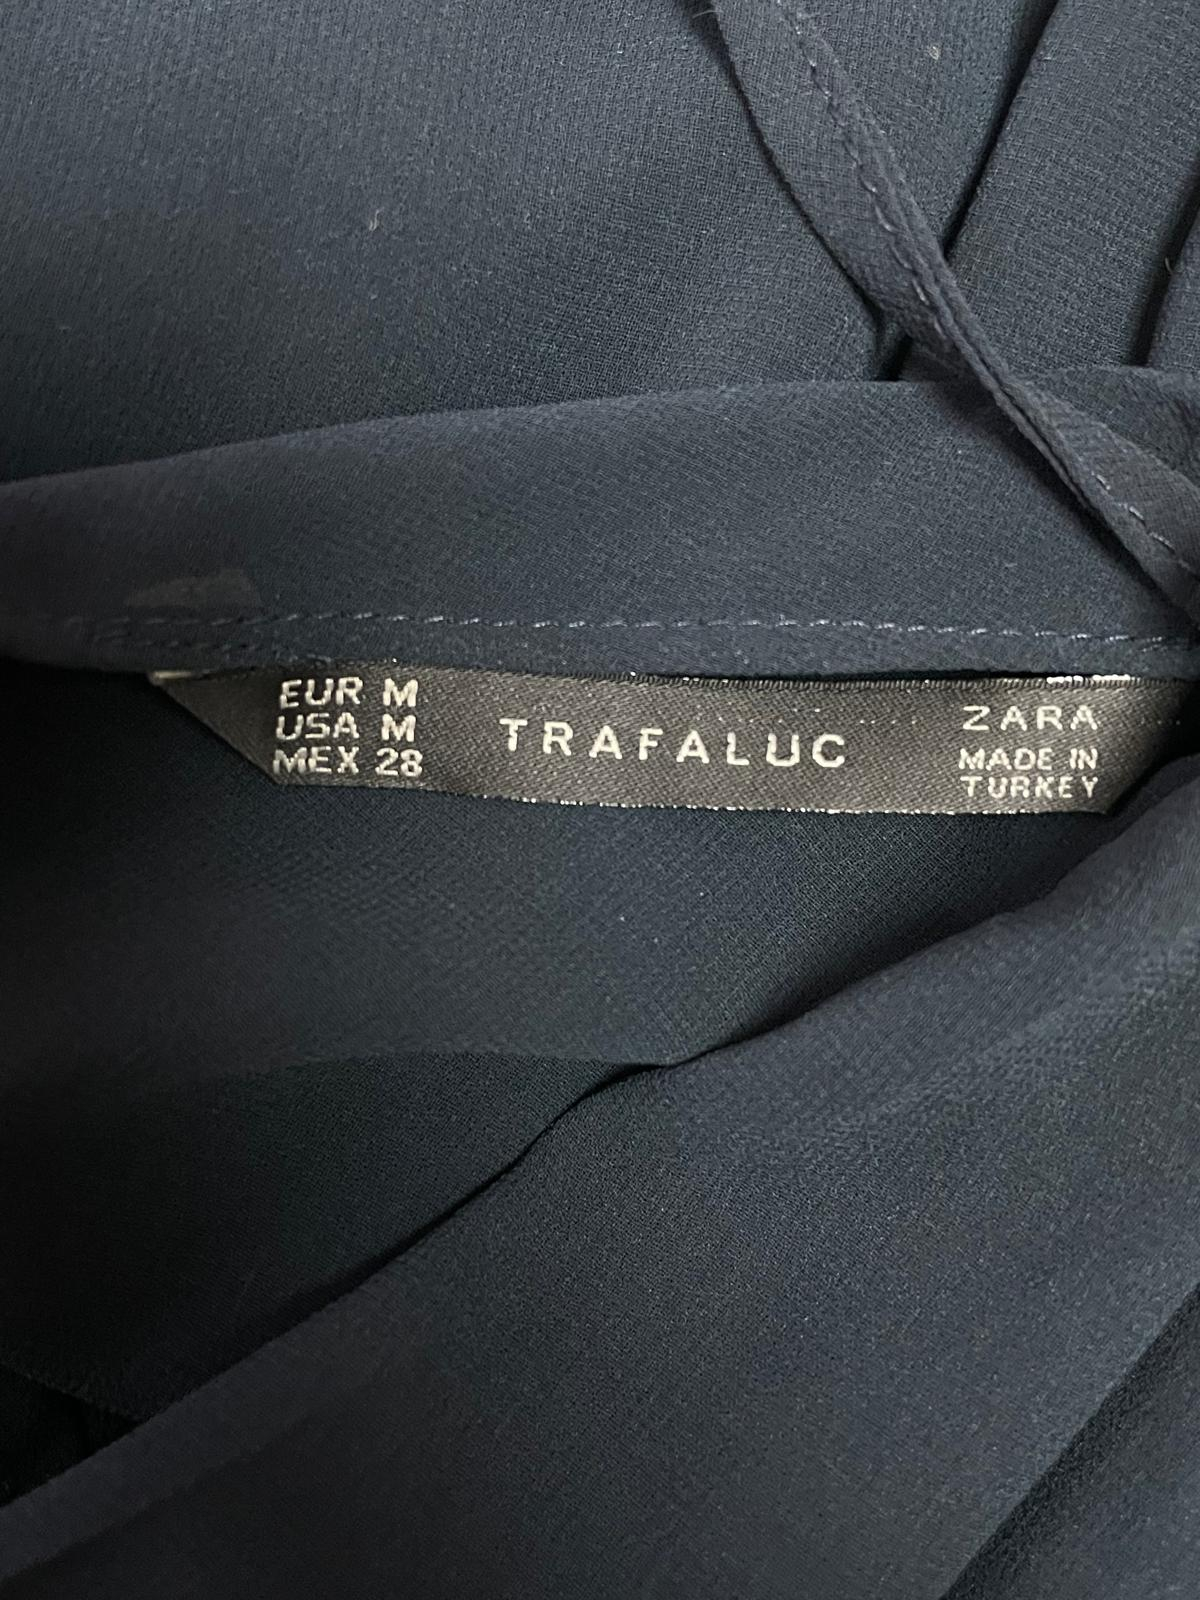 EUR M
USA M
MEX 28
TRAFALUC
ZARA
MADE IN
TURKEY